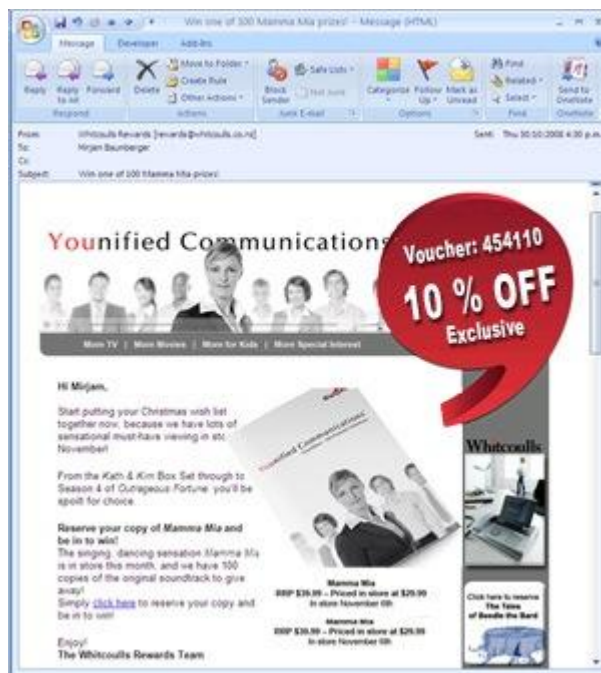 Win one of 100 Mamma Mia prizes! - Message (HTML)
Message Developer Add-Ins
Reply
Reply to All
Forward
Delete
Move to Folder
Create Rule
Other Actions
Block Sender
Safe Lists
Not Junk
Categorize
Follow Up
Mark as Unread
Find
Related
Select
Send to OneNote
Respond Actions Junk E-mail Options Find OneNote
From: Whitcoulls Rewards [rewards@whitcoulls.co.nz] Sent: Thu 30/10/2008 4:30 p.m.
To: Mirjam Baumberger
Cc:
Subject: Win one of 100 Mamma Mia prizes!
Younified Communications
Voucher: 454110
10 % OFF
Exclusive
More TV | More Movies | More for Kids | More Special Interest
Hi Mirjam,
Start putting your Christmas wish list
together now, because we have lots of
sensational must-have viewing in
November!
From the Kath & Kim Box Set through to
Season 4 of Outrageous Fortune, you'll be
spoilt for choice.
Reserve your copy of Mamma Mia and
be in to win!
The singing, dancing sensation Mamma Mia
is in store this month, and we have 100
copies of the original soundtrack to give
away!
Simply click here to reserve your copy and
be in to win!
Enjoy!
The Whitcoulls Rewards Team
Younified Communications
Mamma Mia
RRP $39.99 – Priced in store at $29.99
In store November 6th
Mamma Mia
RRP $39.99 – Priced in store at $29.99
In store November 6th
Whitcoulls
Click here to reserve
The Tales
of Beedle the Bard